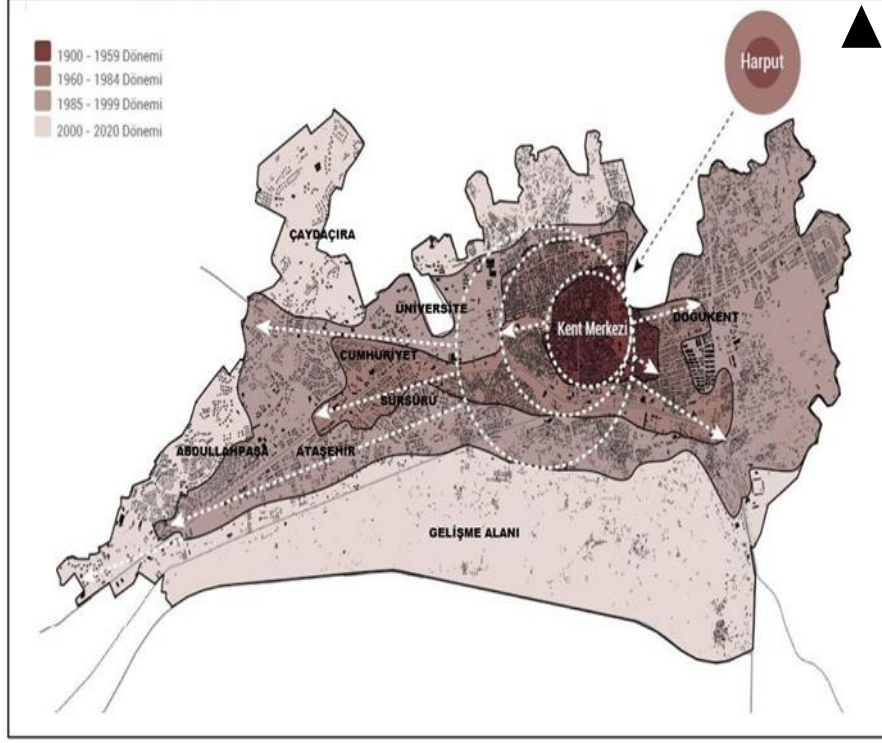 1900 - 1959 Dönemi
1960 - 1984 Dönemi
1985 - 1999 Dönemi
2000 - 2020 Dönemi
Harput
ÇAYDAÇIRA
ÜNİVERSİTE
DOĞUKENT
Kent Merkezi
CUMHURİYET
SÜRSÜRÜ
ABDULLAHPAŞA
ATAŞEHİR
GELİŞME ALANI